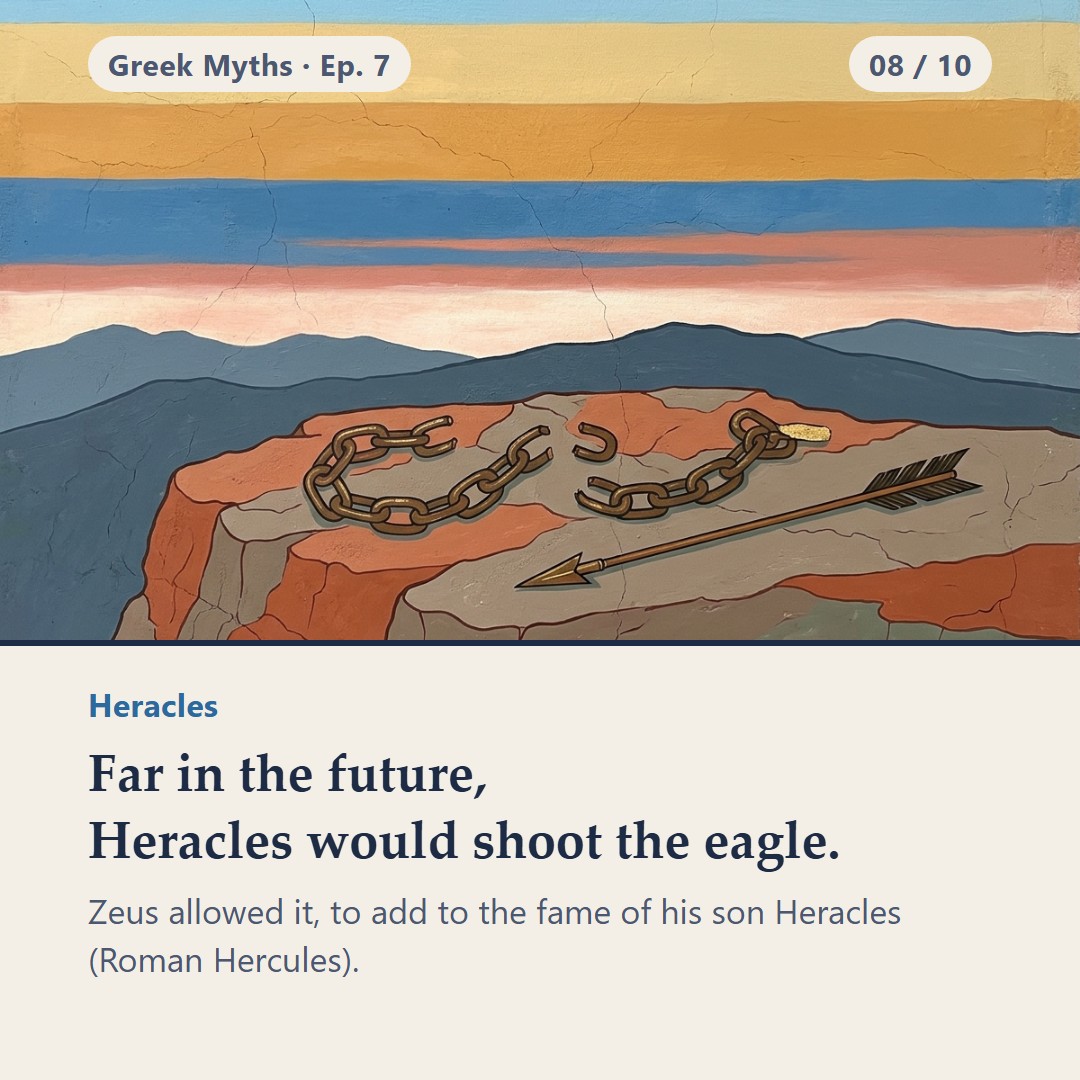 Greek Myths · Ep. 7
08 / 10
Heracles
Far in the future,
Heracles would shoot the eagle.
Zeus allowed it, to add to the fame of his son Heracles
(Roman Hercules).